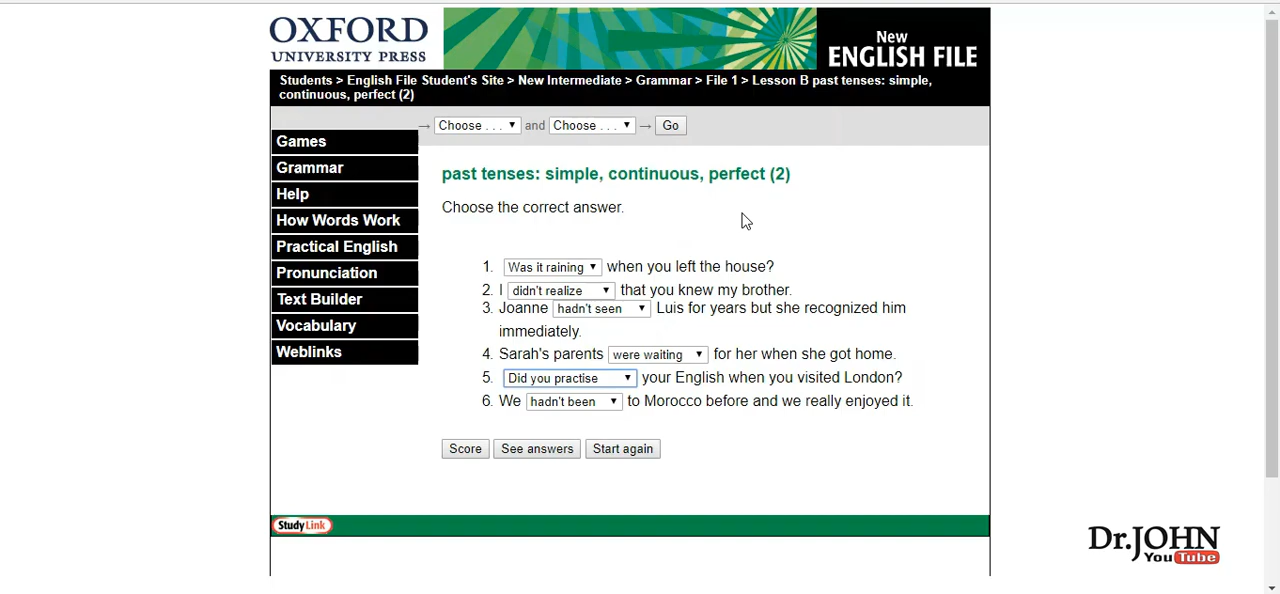 OXFORD
UNIVERSITY PRESS
New
ENGLISH FILE
Students > English File Student's Site > New Intermediate > Grammar > File 1 > Lesson B past tenses: simple,
continuous, perfect (2)
→ Choose . . . and Choose . . . → Go
Games
Grammar
Help
How Words Work
Practical English
Pronunciation
Text Builder
Vocabulary
Weblinks
past tenses: simple, continuous, perfect (2)
Choose the correct answer.
1. Was it raining when you left the house?
2. I didn't realize that you knew my brother.
3. Joanne hadn't seen Luis for years but she recognized him
immediately.
4. Sarah's parents were waiting for her when she got home.
5. Did you practise your English when you visited London?
6. We hadn't been to Morocco before and we really enjoyed it.
Score See answers Start again
StudyLink
Dr.JOHN
YouTube